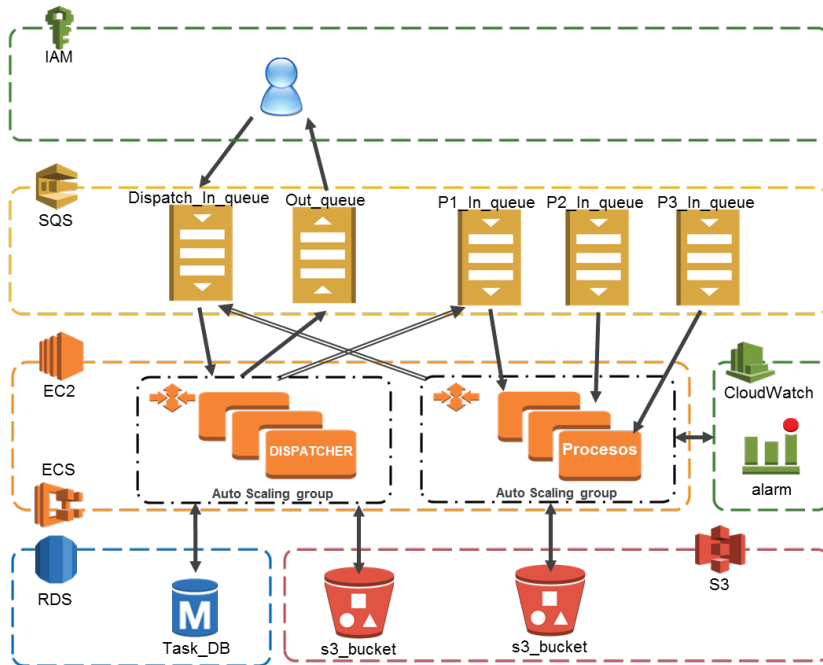 IAM
SQS
Dispatch_In_queue
Out_queue
P1_In_queue
P2_In_queue
P3_In_queue
EC2
CloudWatch
DISPATCHER
Procesos
ECS
alarm
Auto Scaling group
Auto Scaling group
RDS
S3
M
Task_DB
s3_bucket
s3_bucket